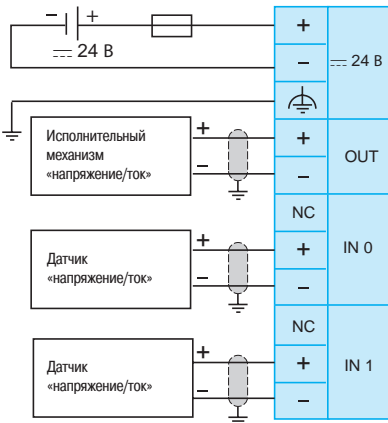 − +
⎓ 24 В
+
−
⎓ 24 В
Исполнительный
механизм
«напряжение/ток»
+
−
+
−
OUT
NC
Датчик
«напряжение/ток»
+
−
+
−
IN 0
NC
Датчик
«напряжение/ток»
+
−
+
−
IN 1